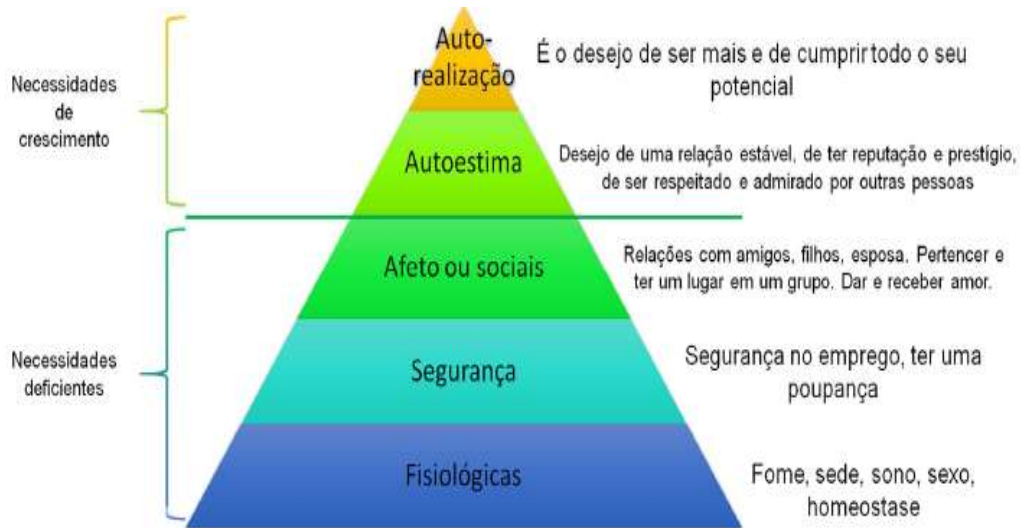 Necessidades
de
crescimento
Auto-
realização
É o desejo de ser mais e de cumprir todo o seu
potencial
Autoestima
Desejo de uma relação estável, de ter reputação e prestígio,
de ser respeitado e admirado por outras pessoas
Afeto ou sociais
Relações com amigos, filhos, esposa. Pertencer e
ter um lugar em um grupo. Dar e receber amor.
Necessidades
deficientes
Segurança
Segurança no emprego, ter uma
poupança
Fisiológicas
Fome, sede, sono, sexo,
homeostase